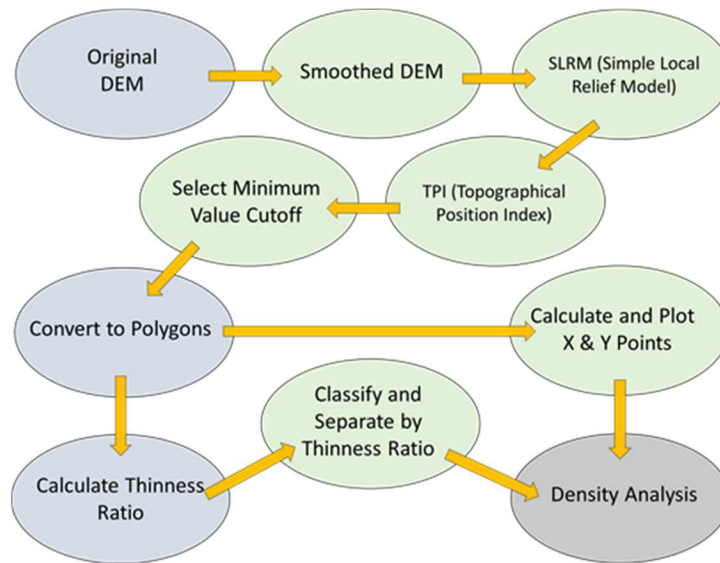 Original
DEM
Smoothed DEM
SLRM (Simple Local
Relief Model)
Select Minimum
Value Cutoff
TPI (Topographical
Position Index)
Convert to Polygons
Calculate and Plot
X & Y Points
Classify and
Separate by
Thinness Ratio
Calculate Thinness
Ratio
Density Analysis